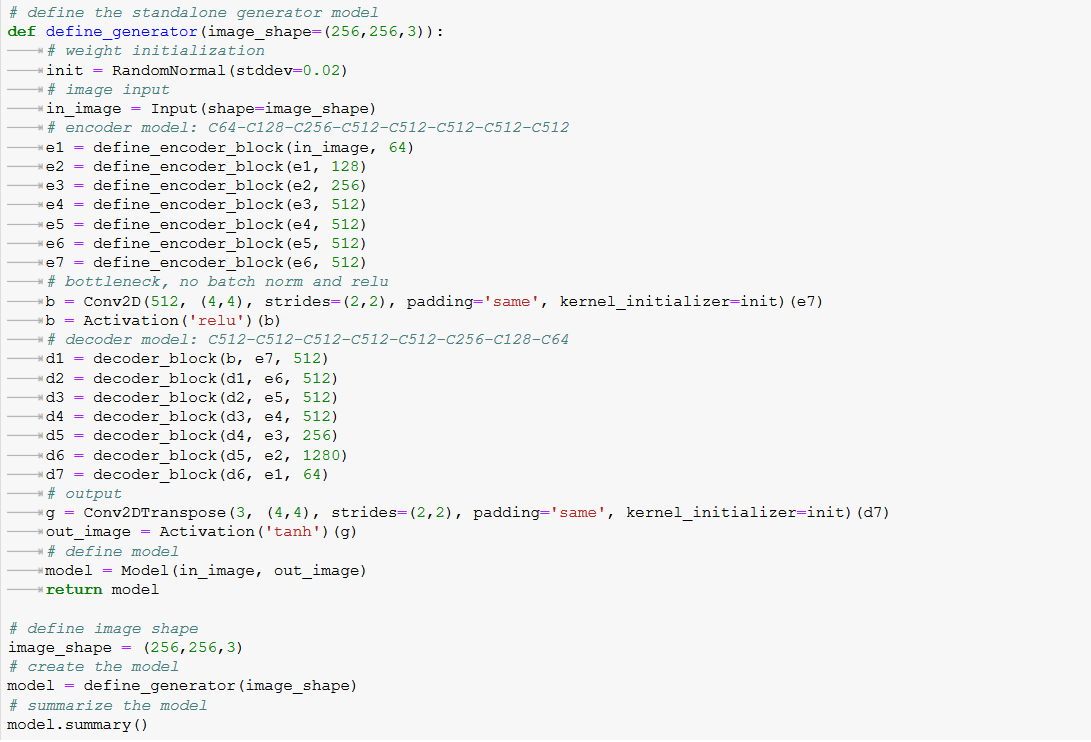 # define the standalone generator model
def define_generator(image_shape=(256,256,3)):
# weight initialization
init = RandomNormal(stddev=0.02)
# image input
in_image = Input(shape=image_shape)
# encoder model: C64-C128-C256-C512-C512-C512-C512-C512
e1 = define_encoder_block(in_image, 64)
e2 = define_encoder_block(e1, 128)
e3 = define_encoder_block(e2, 256)
e4 = define_encoder_block(e3, 512)
e5 = define_encoder_block(e4, 512)
e6 = define_encoder_block(e5, 512)
e7 = define_encoder_block(e6, 512)
# bottleneck, no batch norm and relu
b = Conv2D(512, (4,4), strides=(2,2), padding='same', kernel_initializer=init)(e7)
b = Activation('relu')(b)
# decoder model: C512-C512-C512-C512-C512-C256-C128-C64
d1 = decoder_block(b, e7, 512)
d2 = decoder_block(d1, e6, 512)
d3 = decoder_block(d2, e5, 512)
d4 = decoder_block(d3, e4, 512)
d5 = decoder_block(d4, e3, 256)
d6 = decoder_block(d5, e2, 1280)
d7 = decoder_block(d6, e1, 64)
# output
g = Conv2DTranspose(3, (4,4), strides=(2,2), padding='same', kernel_initializer=init)(d7)
out_image = Activation('tanh')(g)
# define model
model = Model(in_image, out_image)
return model
# define image shape
image_shape = (256,256,3)
# create the model
model = define_generator(image_shape)
# summarize the model
model.summary()